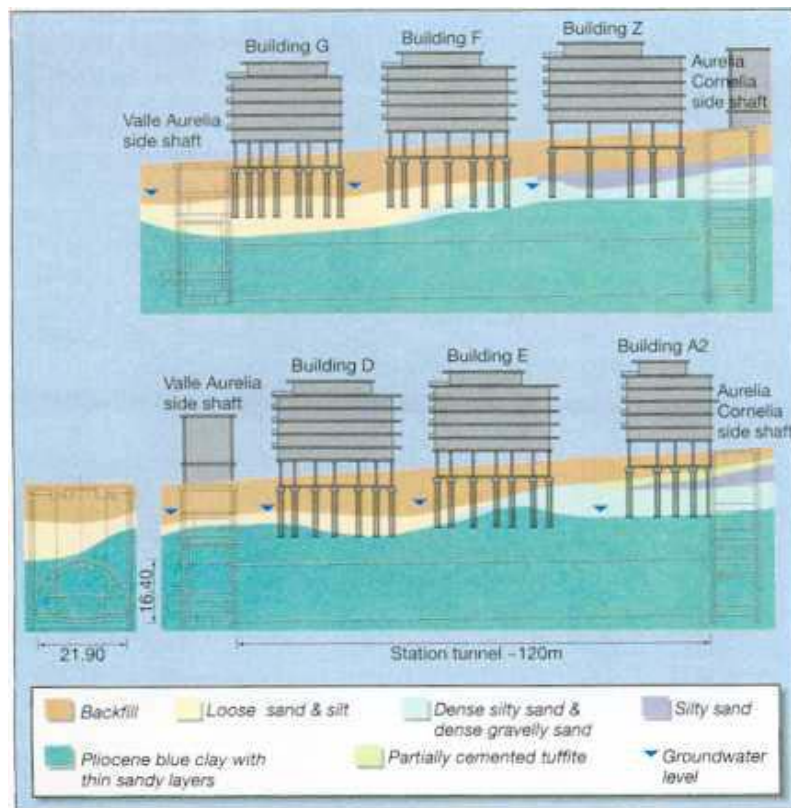 Building G
Building F
Building Z
Valle Aurelia
side shaft
Aurelia
Cornelia
side shaft
Valle Aurelia
side shaft
Building D
Building E
Building A2
Aurelia
Cornelia
side shaft
16.40
21.90
Station tunnel ~120m
Backfill
Loose sand & silt
Dense silty sand &
dense gravelly sand
Silty sand
Pliocene blue clay with
thin sandy layers
Partially cemented tuffite
Groundwater
level